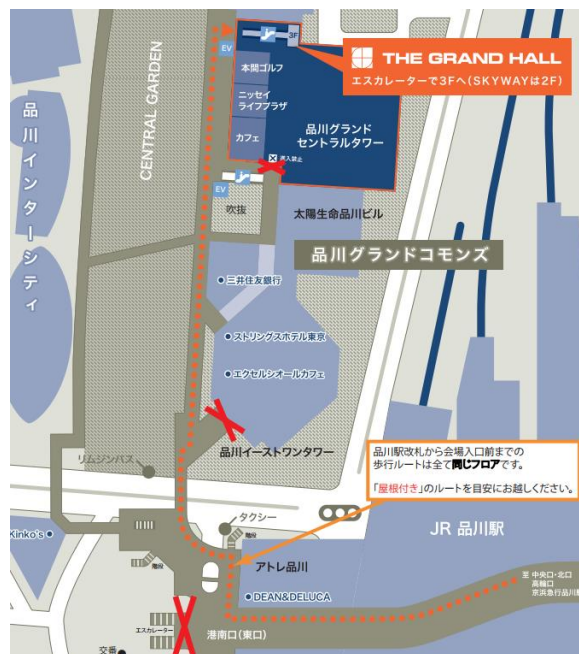 THE GRAND HALL
エスカレーターで3Fへ(SKYWAYは2F)
3F
EV
本間ゴルフ
ニッセイ
ライフプラザ
カフェ
品川グランド
セントラルタワー
進入禁止
EV
吹抜
太陽生命品川ビル
CENTRAL GARDEN
品川インターシティ
品川グランドコモンズ
三井住友銀行
ストリングスホテル東京
エクセルシオールカフェ
品川イーストワンタワー
リムジンバス
品川駅改札から会場入口前までの
歩行ルートは全て同じフロアです。
「屋根付き」のルートを目安にお越しください。
タクシー
階段
JR 品川駅
Kinko's
階段
アトレ品川
DEAN&DELUCA
至 中央口・北口
高輪口
京浜急行品川駅
エスカレーター
港南口(東口)
交番